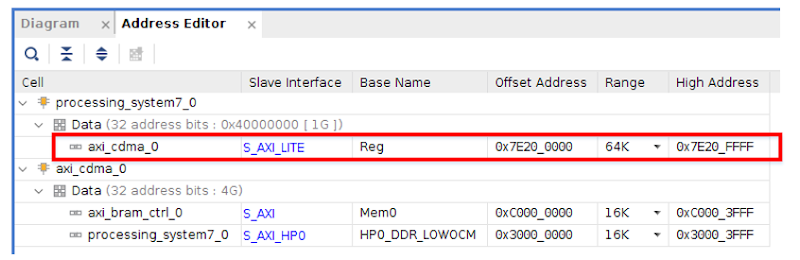 Diagram × Address Editor ×
Cell Slave Interface Base Name Offset Address Range High Address
processing_system7_0
Data (32 address bits : 0x40000000 [ 1G ])
axi_cdma_0 S_AXI_LITE Reg 0x7E20_0000 64K 0x7E20_FFFF
axi_cdma_0
Data (32 address bits : 4G)
axi_bram_ctrl_0 S_AXI Mem0 0xC000_0000 16K 0xC000_3FFF
processing_system7_0 S_AXI_HP0 HP0_DDR_LOWOCM 0x3000_0000 16K 0x3000_3FFF